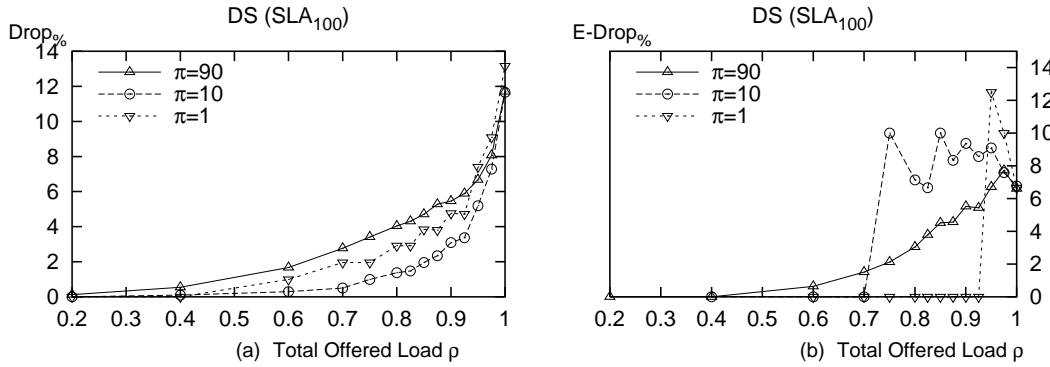 DS (SLA100)
Drop%
14
12
10
8
6
4
2
0
π=90
π=10
π=1
0.2 0.3 0.4 0.5 0.6 0.7 0.8 0.9 1
(a) Total Offered Load ρ
DS (SLA100)
E-Drop%
π=90
π=10
π=1
14
12
10
8
6
4
2
0
0.2 0.3 0.4 0.5 0.6 0.7 0.8 0.9 1
(b) Total Offered Load ρ